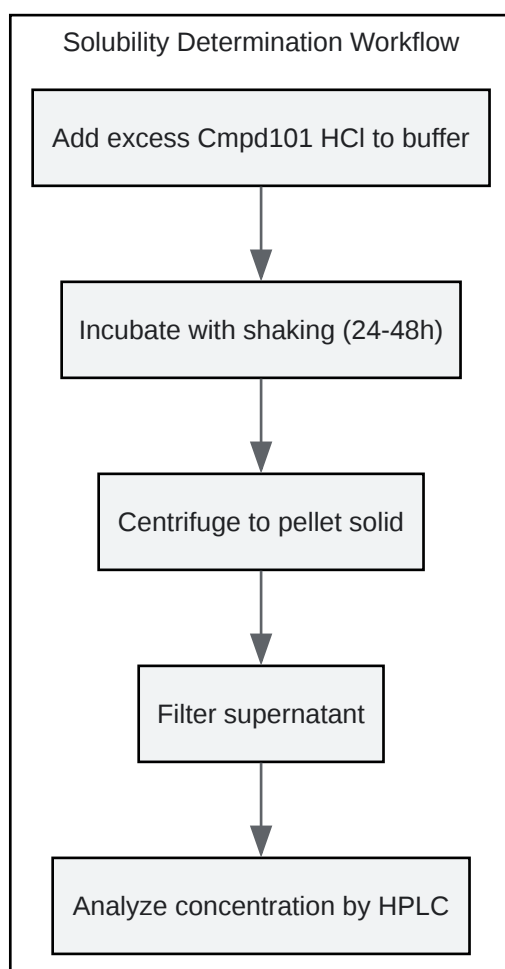 Solubility Determination Workflow
Add excess Cmpd101 HCl to buffer
Incubate with shaking (24-48h)
Centrifuge to pellet solid
Filter supernatant
Analyze concentration by HPLC